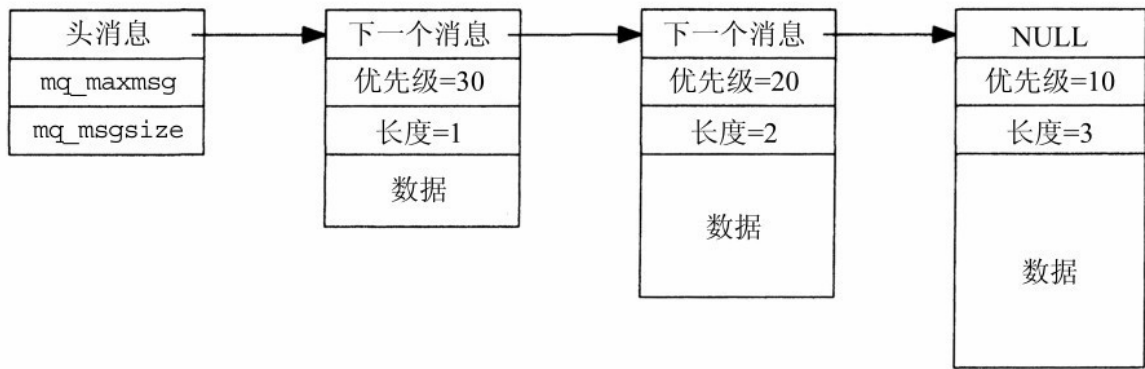 头消息
mq_maxmsg
mq_msgsize
下一个消息
优先级=30
长度=1
数据
下一个消息
优先级=20
长度=2
数据
NULL
优先级=10
长度=3
数据